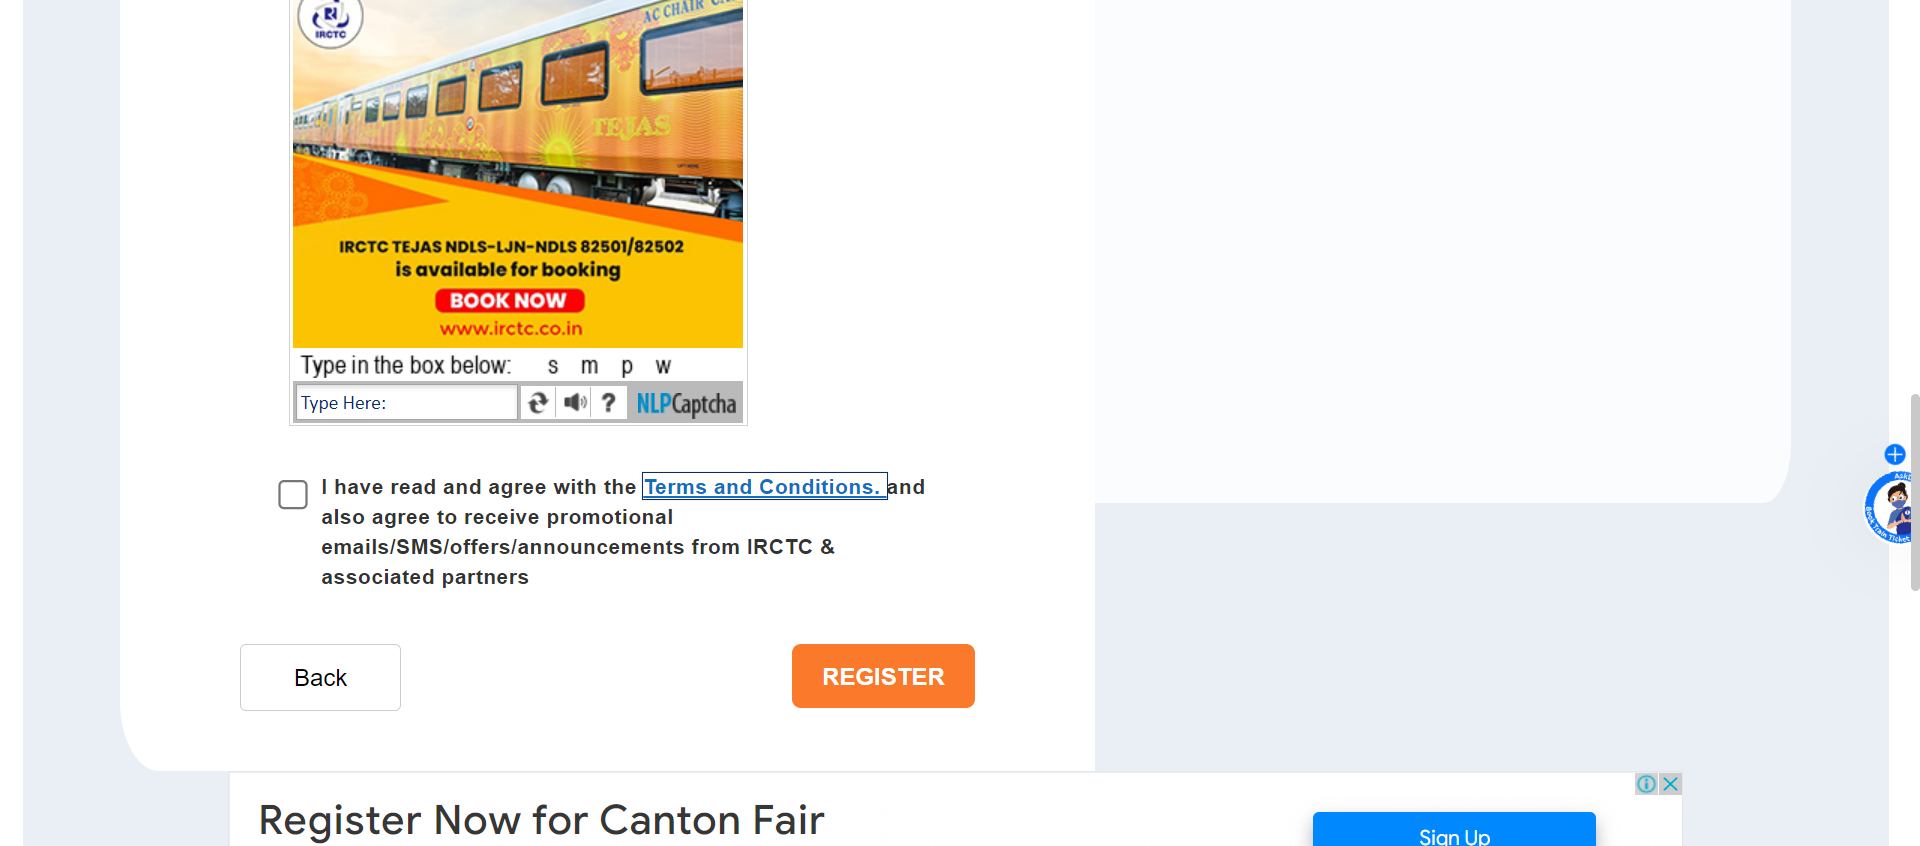 IRCTC
AC CHAIR
TEJAS
IRCTC TEJAS NDLS-LJN-NDLS 82501/82502
is available for booking
BOOK NOW
www.irctc.co.in
Type in the box below: s m p w
Type Here:
?
NLPCaptcha
I have read and agree with the Terms and Conditions. and
also agree to receive promotional
emails/SMS/offers/announcements from IRCTC &
associated partners
Back
REGISTER
Book Train Ticket
Register Now for Canton Fair
Sign Up